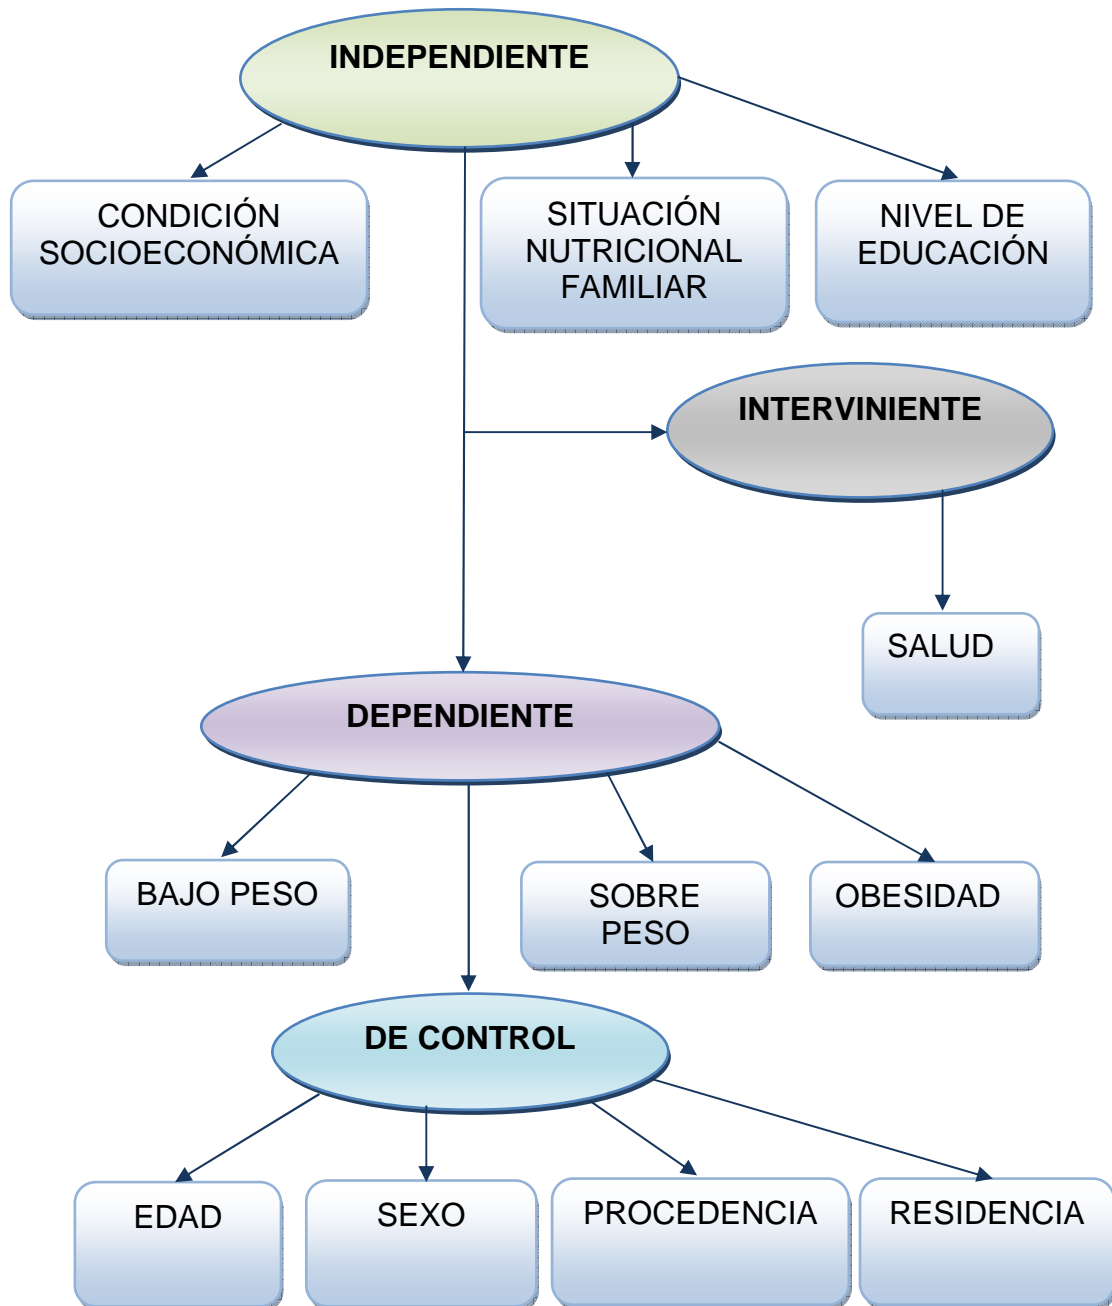 INDEPENDIENTE
CONDICIÓN
SOCIOECONÓMICA
SITUACIÓN
NUTRICIONAL
FAMILIAR
NIVEL DE
EDUCACIÓN
INTERVINIENTE
SALUD
DEPENDIENTE
BAJO PESO
SOBRE
PESO
OBESIDAD
DE CONTROL
EDAD
SEXO
PROCEDENCIA
RESIDENCIA